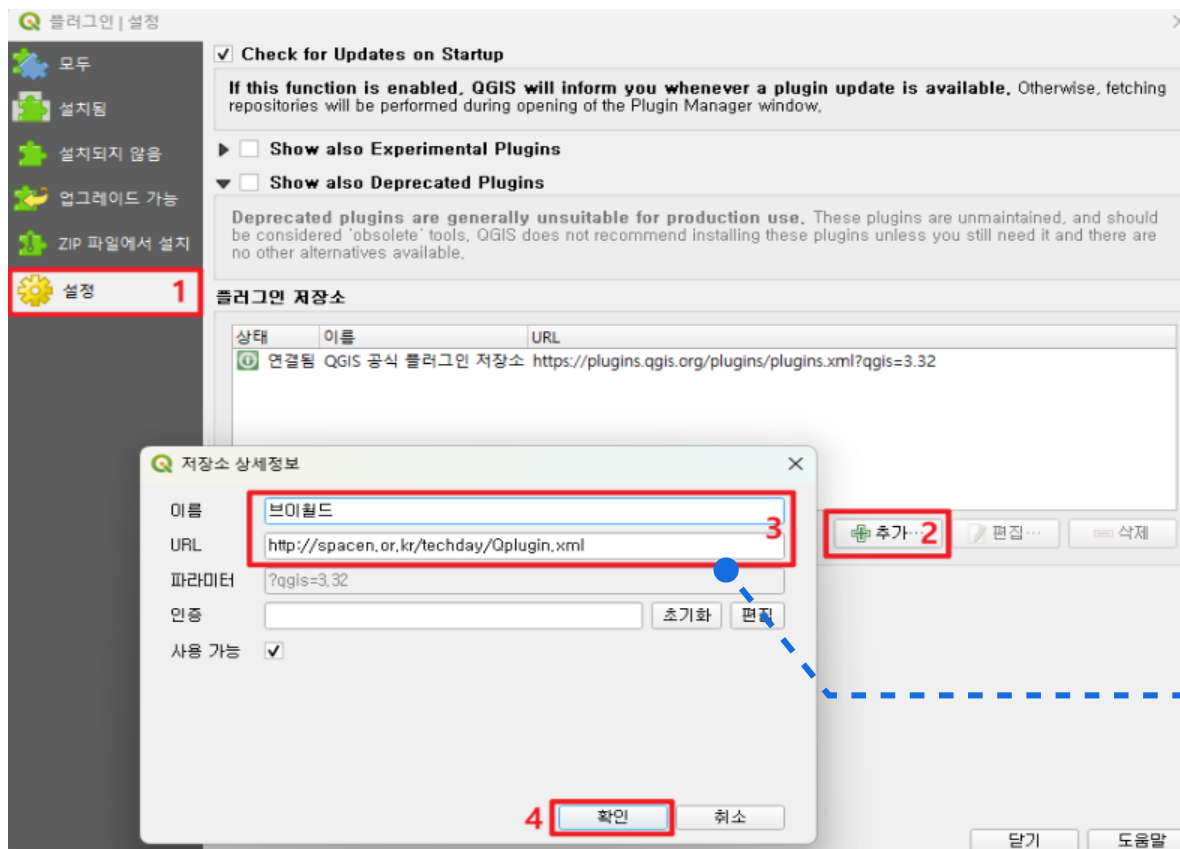 플러그인 | 설정
모두
설치됨
설치되지 않음
업그레이드 가능
ZIP 파일에서 설치
설정 1
Check for Updates on Startup
If this function is enabled, QGIS will inform you whenever a plugin update is available. Otherwise, fetching
repositories will be performed during opening of the Plugin Manager window.
Show also Experimental Plugins
Show also Deprecated Plugins
Deprecated plugins are generally unsuitable for production use. These plugins are unmaintained, and should
be considered 'obsolete' tools. QGIS does not recommend installing these plugins unless you still need it and there are
no other alternatives available.
플러그인 저장소
상태 이름 URL
연결됨 QGIS 공식 플러그인 저장소 https://plugins.qgis.org/plugins/plugins.xml?qgis=3.32
추가… 2 편집… 삭제
저장소 상세정보
이름 브이월드
URL http://spacen.or.kr/techday/Qplugin.xml 3
파라미터 ?qgis=3.32
인증 초기화 편집
사용 가능
4 확인 취소
닫기 도움말